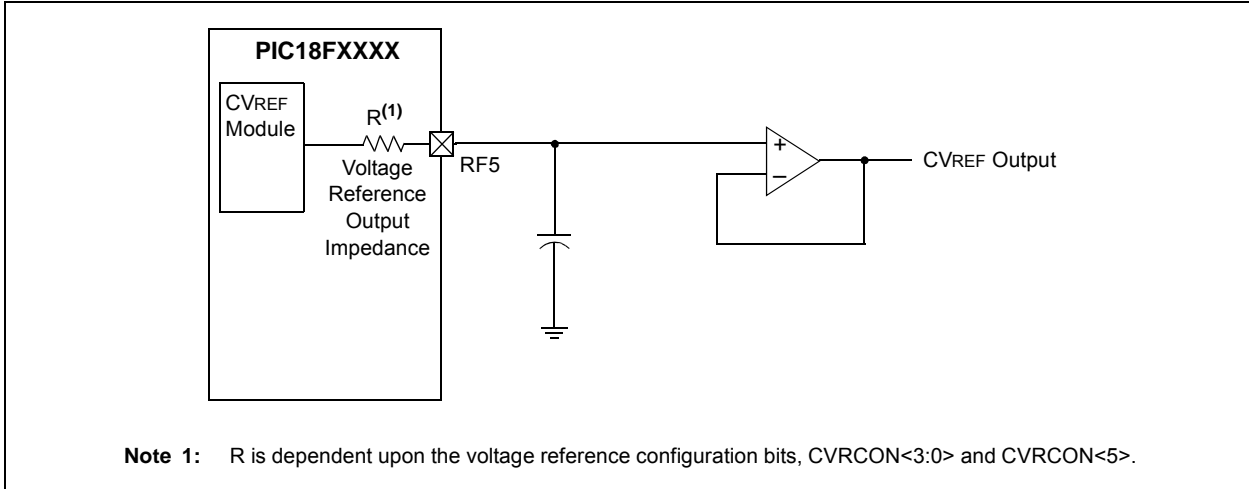 PIC18FXXXX
CVREF
Module
R(1)
Voltage
Reference
Output
Impedance
RF5
+
–
CVREF Output
Note 1: R is dependent upon the voltage reference configuration bits, CVRCON<3:0> and CVRCON<5>.